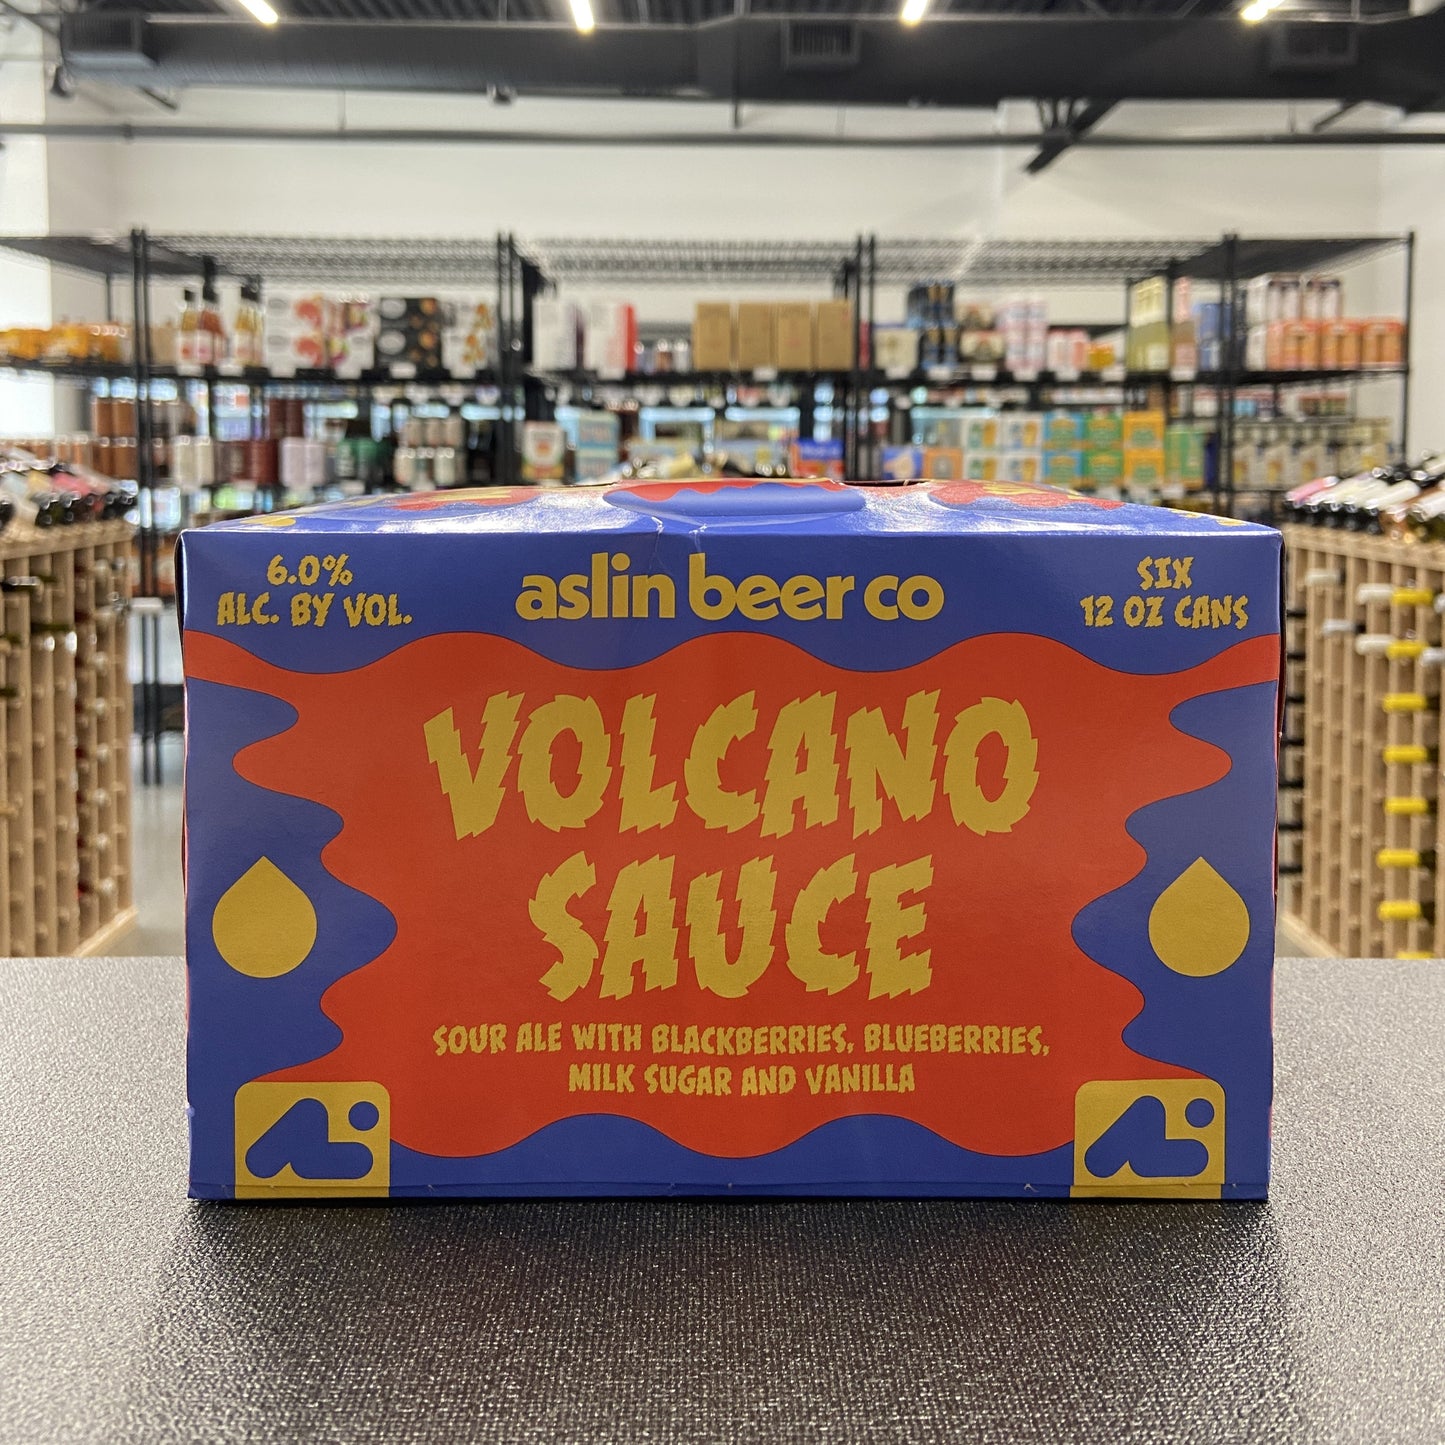 6.0%
ALC. BY VOL.
aslin beer co
SIX
12 OZ CANS
VOLCANO
SAUCE
SOUR ALE WITH BLACKBERRIES, BLUEBERRIES,
MILK SUGAR AND VANILLA